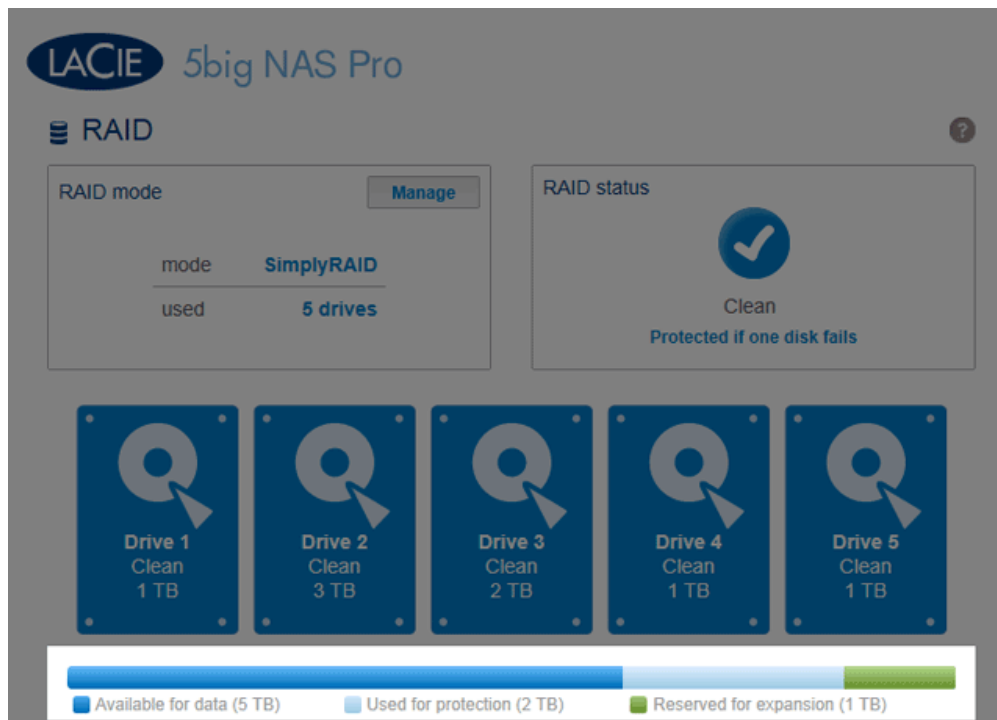 LACIE 5big NAS Pro
RAID
?
RAID mode
Manage
mode SimplyRAID
used 5 drives
RAID status
Clean
Protected if one disk fails
Drive 1
Clean
1 TB
Drive 2
Clean
3 TB
Drive 3
Clean
2 TB
Drive 4
Clean
1 TB
Drive 5
Clean
1 TB
Available for data (5 TB) Used for protection (2 TB) Reserved for expansion (1 TB)